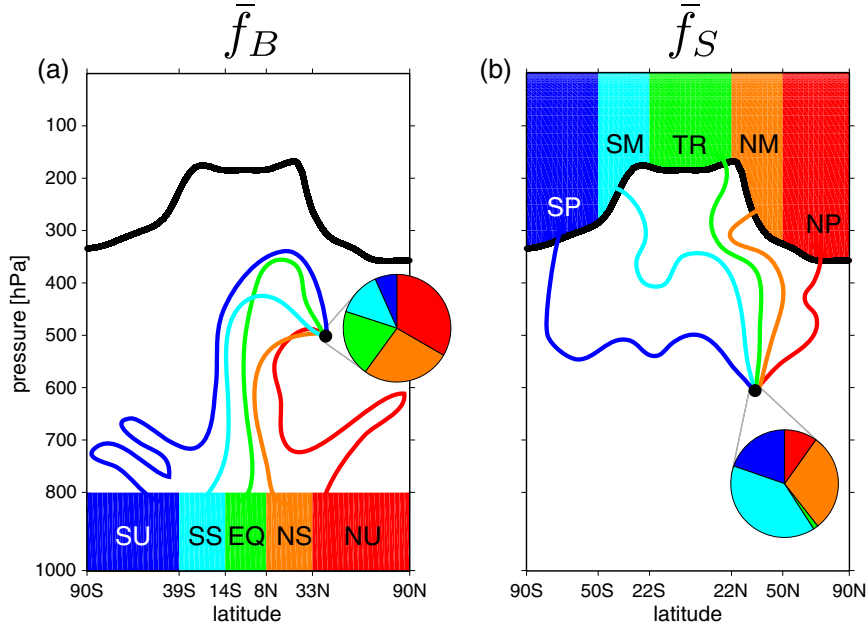 f̄_B
f̄_S
(a)
(b)
100
200
300
400
500
600
700
800
1000
pressure [hPa]
SU
SS
EQ
NS
NU
90S
39S
14S
8N
33N
90N
latitude
SP
SM
TR
NM
NP
90S
50S
22S
22N
50N
90N
latitude